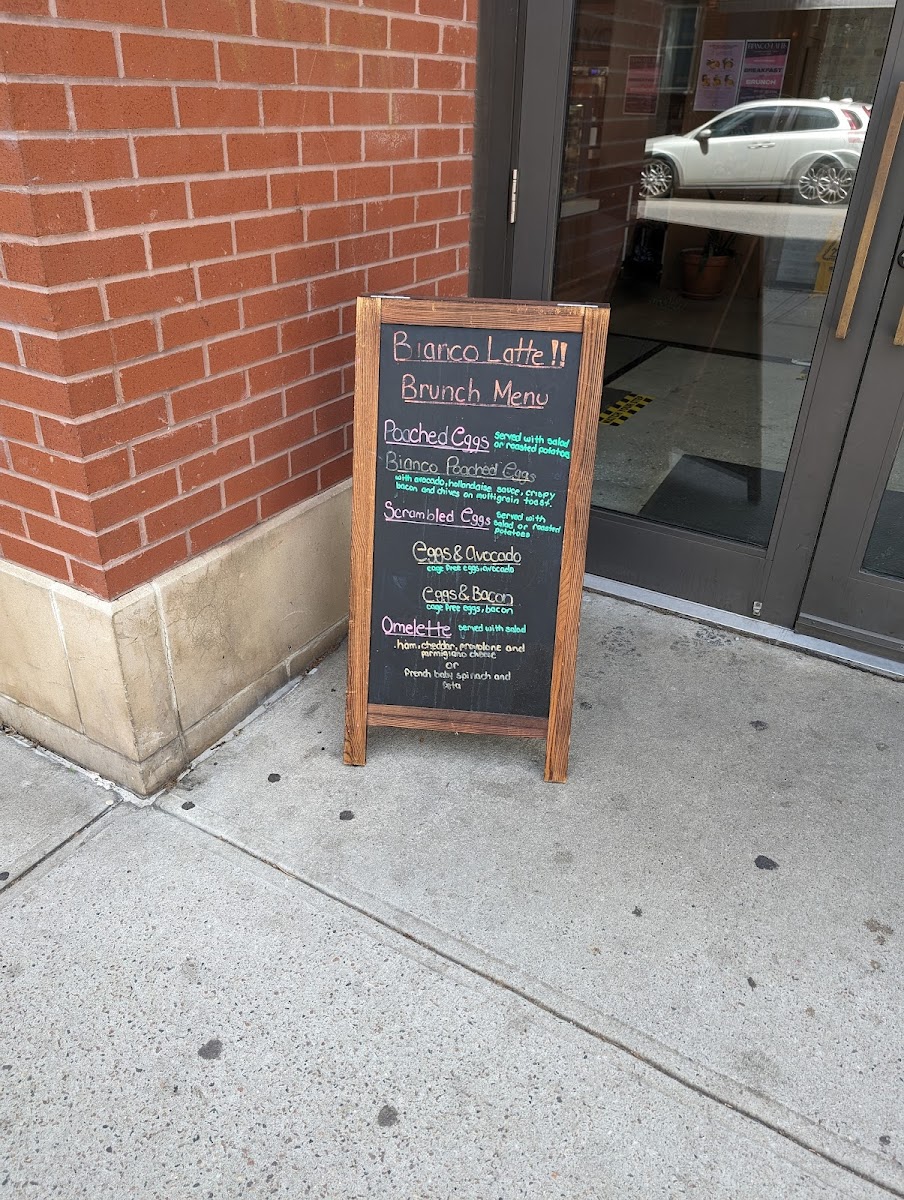 Bianco Latte!!
Brunch Menu
Poached Eggs served with salad
or roasted potatoes
Bianco Poached Eggs
with avocado, hollandaise sauce, crispy
bacon and chives on multigrain toast.
Scrambled Eggs served with
salad or roasted
potatoes
Eggs & Avocado
cage free eggs, avocado
Eggs & Bacon
cage free eggs, bacon
Omelette served with salad
ham, cheddar, provolone and
parmigiano cheese
or
French baby spinach and
BREAKFAST
BRUNCH